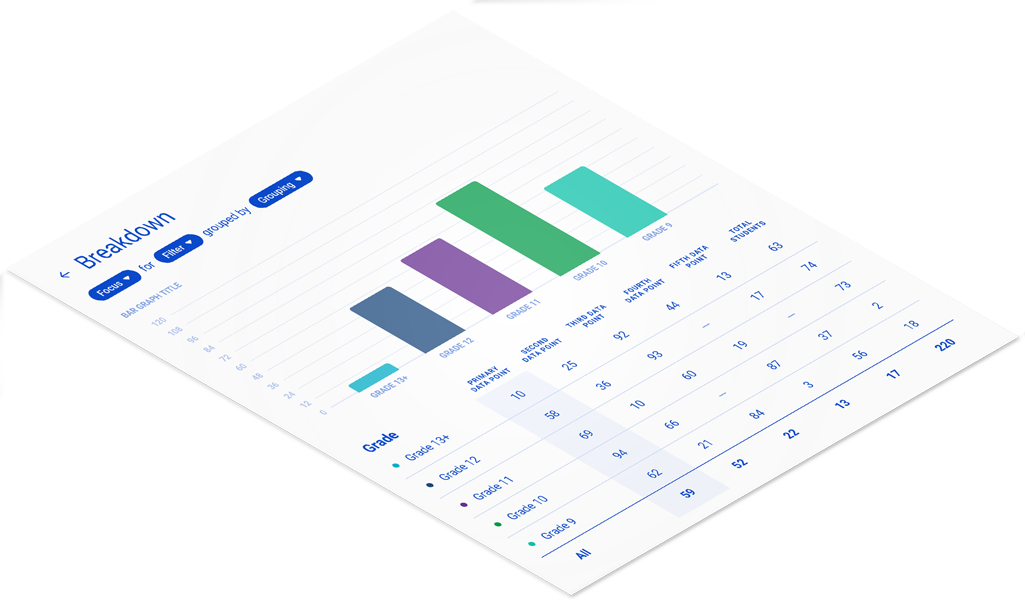 ← Breakdown
Focus for Filter grouped by Grouping
BAR GRAPH TITLE
120
108
96
84
72
60
48
36
24
12
0
GRADE 13+ GRADE 12 GRADE 11 GRADE 10 GRADE 9
Grade PRIMARY DATA POINT SECOND DATA POINT THIRD DATA POINT FOURTH DATA POINT FIFTH DATA POINT TOTAL STUDENTS
Grade 13+ 10 25 92 44 13 63
Grade 12 58 36 93 — 17 74
Grade 11 69 10 60 19 — 73
Grade 10 94 66 — 87 37 2
Grade 9 62 21 84 3 56 18
All 59 52 22 13 17 220